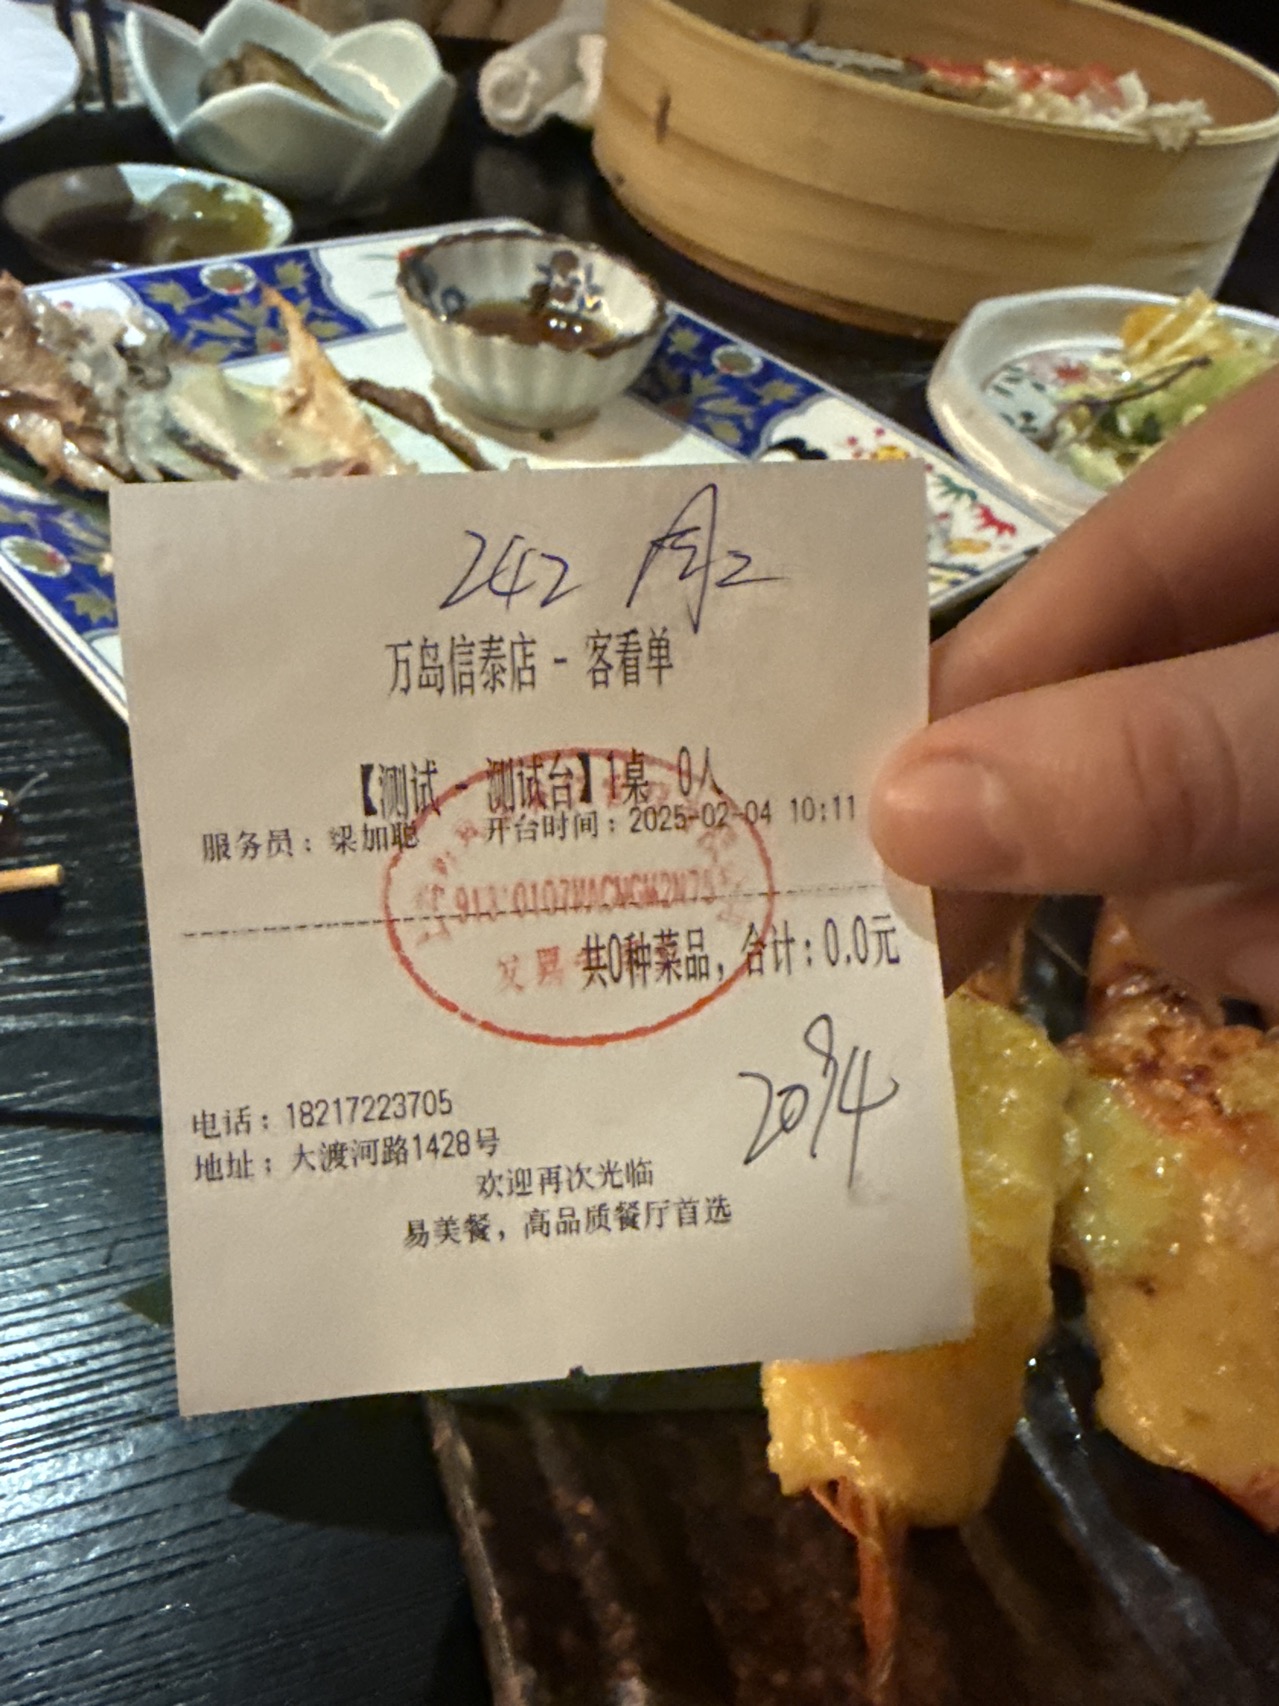 242 周2
万岛信泰店 - 客看单
【测试 - 测试台】1桌 0人
服务员：梁加聪 开台时间：2025-02-04 10:11
共0种菜品，合计：0.0元
电话：18217223705
地址：大渡河路1428号
欢迎再次光临
易美餐，高品质餐厅首选